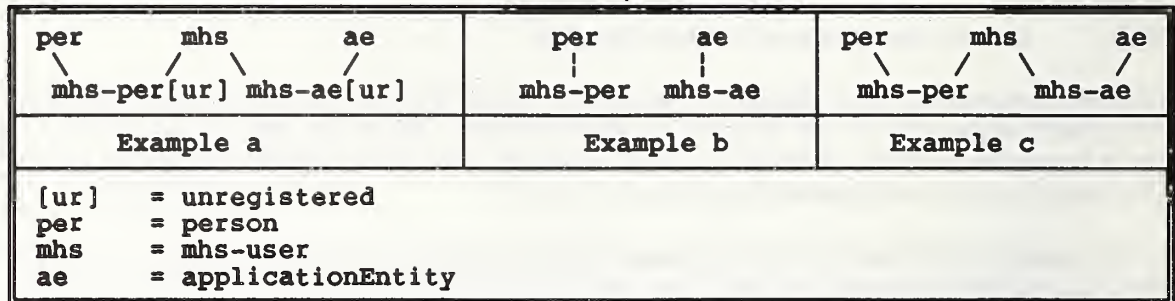 per mhs ae per ae per mhs ae
mhs-per[ur] mhs-ae[ur] mhs-per mhs-ae mhs-per mhs-ae
Example a Example b Example c
[ur] = unregistered
per = person
mhs = mhs-user
ae = applicationEntity